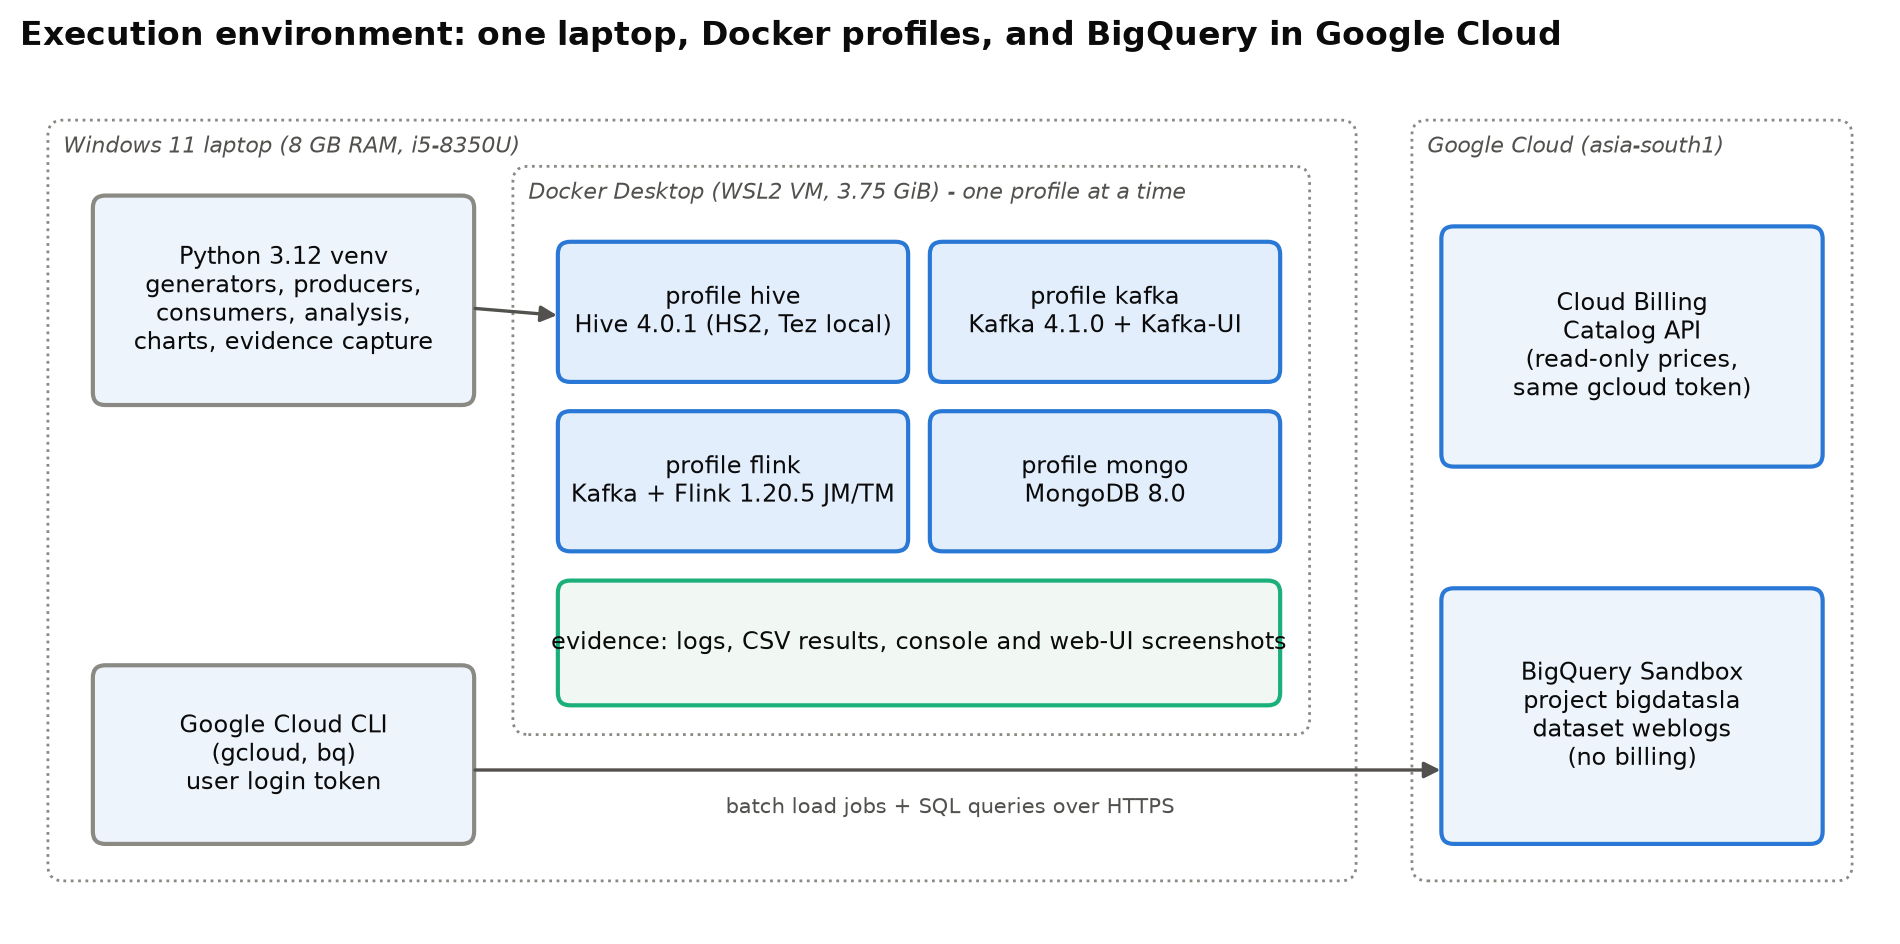 Execution environment: one laptop, Docker profiles, and BigQuery in Google Cloud
Windows 11 laptop (8 GB RAM, i5-8350U)
Docker Desktop (WSL2 VM, 3.75 GiB) - one profile at a time
Python 3.12 venv
generators, producers,
consumers, analysis,
charts, evidence capture
profile hive
Hive 4.0.1 (HS2, Tez local)
profile kafka
Kafka 4.1.0 + Kafka-UI
profile flink
Kafka + Flink 1.20.5 JM/TM
profile mongo
MongoDB 8.0
evidence: logs, CSV results, console and web-UI screenshots
Google Cloud CLI
(gcloud, bq)
user login token
batch load jobs + SQL queries over HTTPS
Google Cloud (asia-south1)
Cloud Billing
Catalog API
(read-only prices,
same gcloud token)
BigQuery Sandbox
project bigdatasla
dataset weblogs
(no billing)